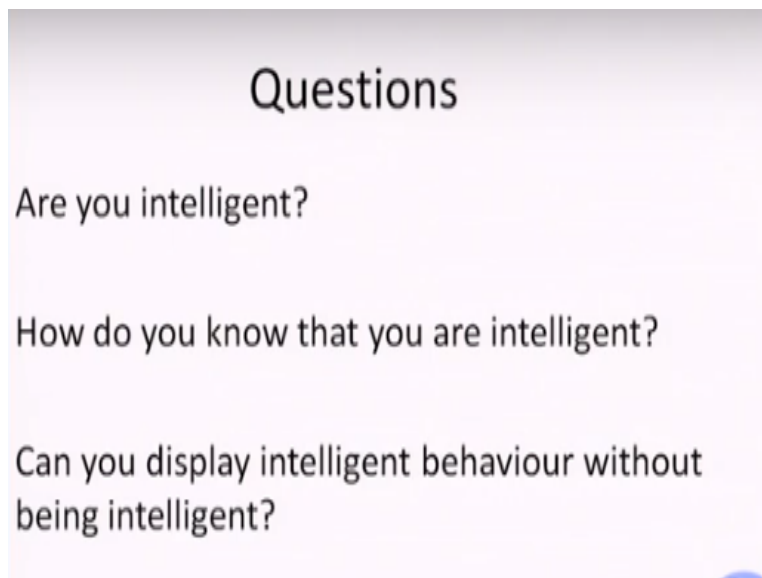 Questions
Are you intelligent?
How do you know that you are intelligent?
Can you display intelligent behaviour without
being intelligent?